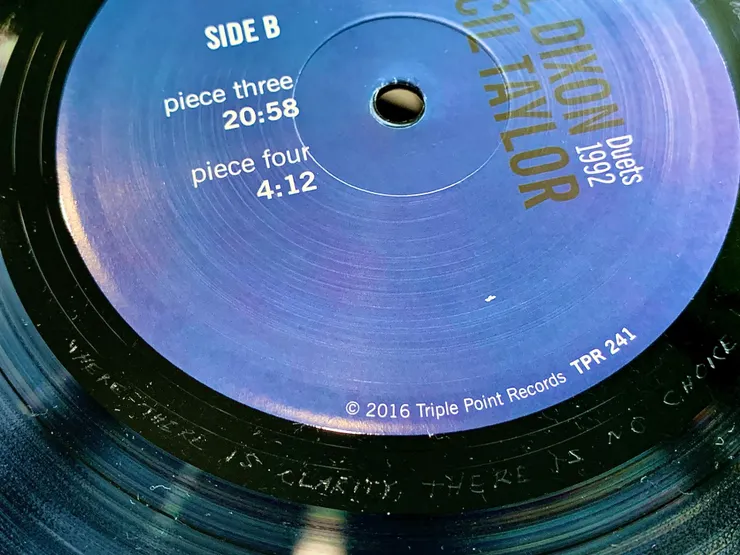 SIDE B
piece three
20:58
piece four
4:12
DIXON
CIL TAYLOR
Duets
1992
© 2016 Triple Point Records TPR 241
WHERE THERE IS CLARITY, THERE IS NO CHOICE